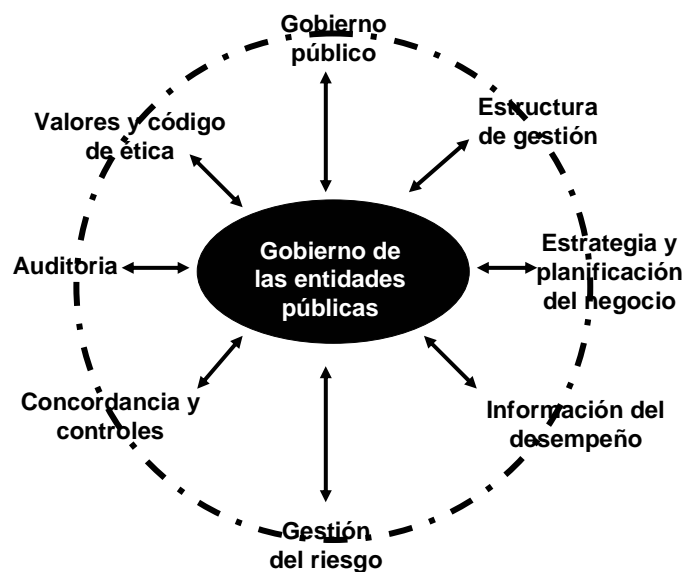 Gobierno
público
Estructura
de gestión
Valores y código
de ética
Estrategia y
planificación
del negocio
Auditoria
Gobierno de
las entidades
públicas
Información del
desempeño
Concordancia y
controles
Gestión
del riesgo